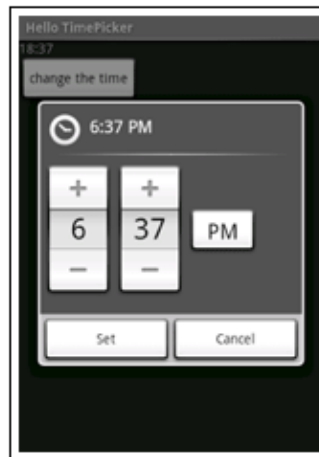 Hello TimePicker
18:37
change the time
6:37 PM
+ +
6 37 PM
- -
Set Cancel